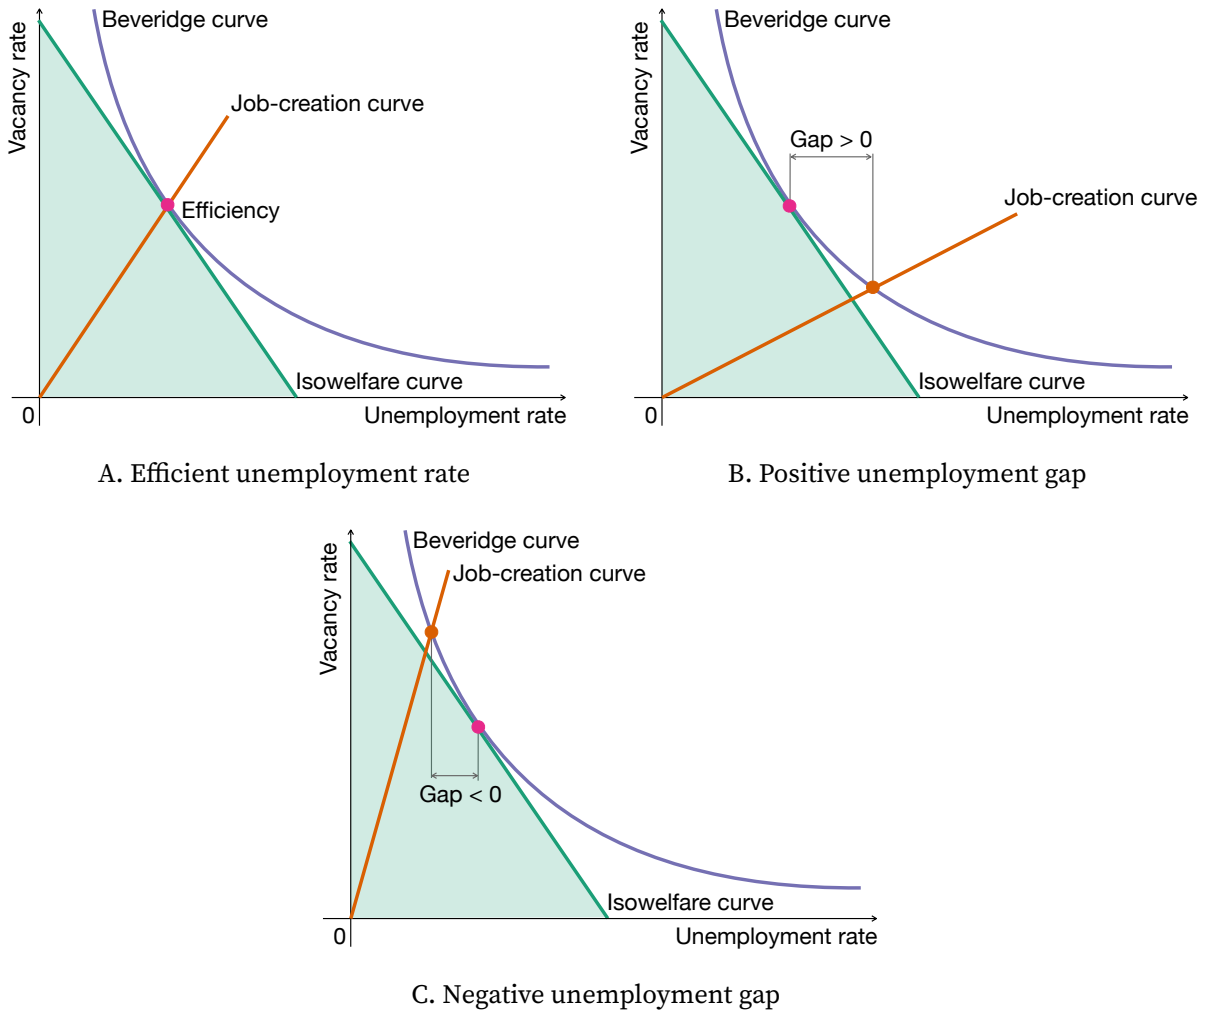 Beveridge curve
Vacancy rate
Job-creation curve
Efficiency
Isowelfare curve
0
Unemployment rate
A. Efficient unemployment rate
Beveridge curve
Vacancy rate
Gap > 0
Job-creation curve
Isowelfare curve
0
Unemployment rate
B. Positive unemployment gap
Beveridge curve
Vacancy rate
Job-creation curve
Gap < 0
Isowelfare curve
0
Unemployment rate
C. Negative unemployment gap